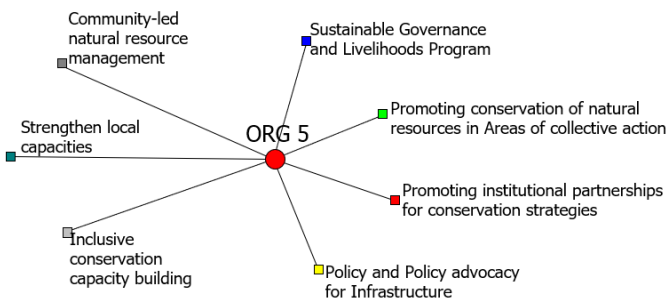 Community-led
natural resource
management
Sustainable Governance
and Livelihoods Program
Promoting conservation of natural
resources in Areas of collective action
ORG 5
Strengthen local
capacities
Promoting institutional partnerships
for conservation strategies
Inclusive
conservation
capacity building
Policy and Policy advocacy
for Infrastructure